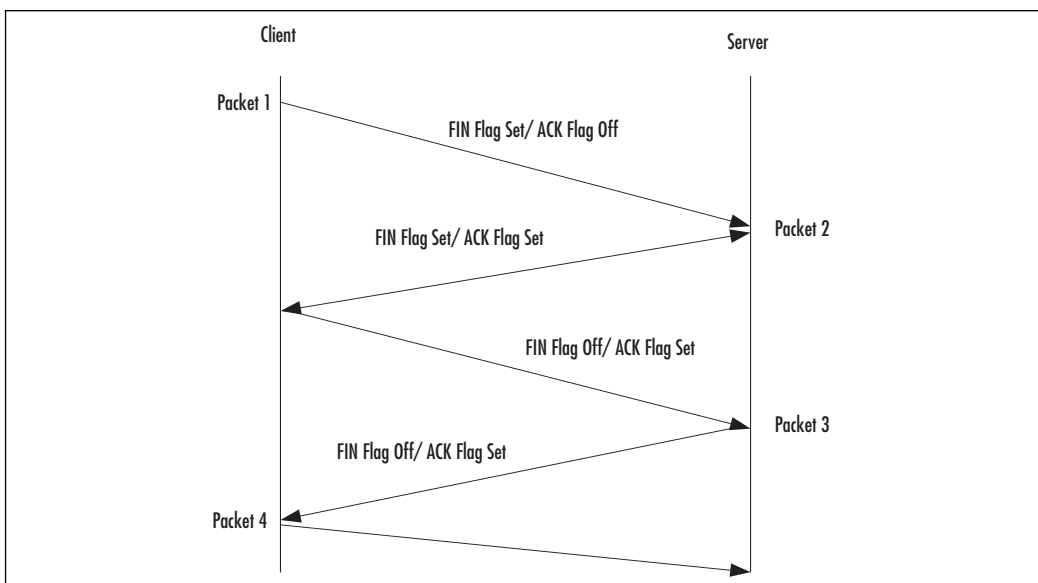 Client
Server
Packet 1
FIN Flag Set/ ACK Flag Off
Packet 2
FIN Flag Set/ ACK Flag Set
FIN Flag Off/ ACK Flag Set
Packet 3
FIN Flag Off/ ACK Flag Set
Packet 4